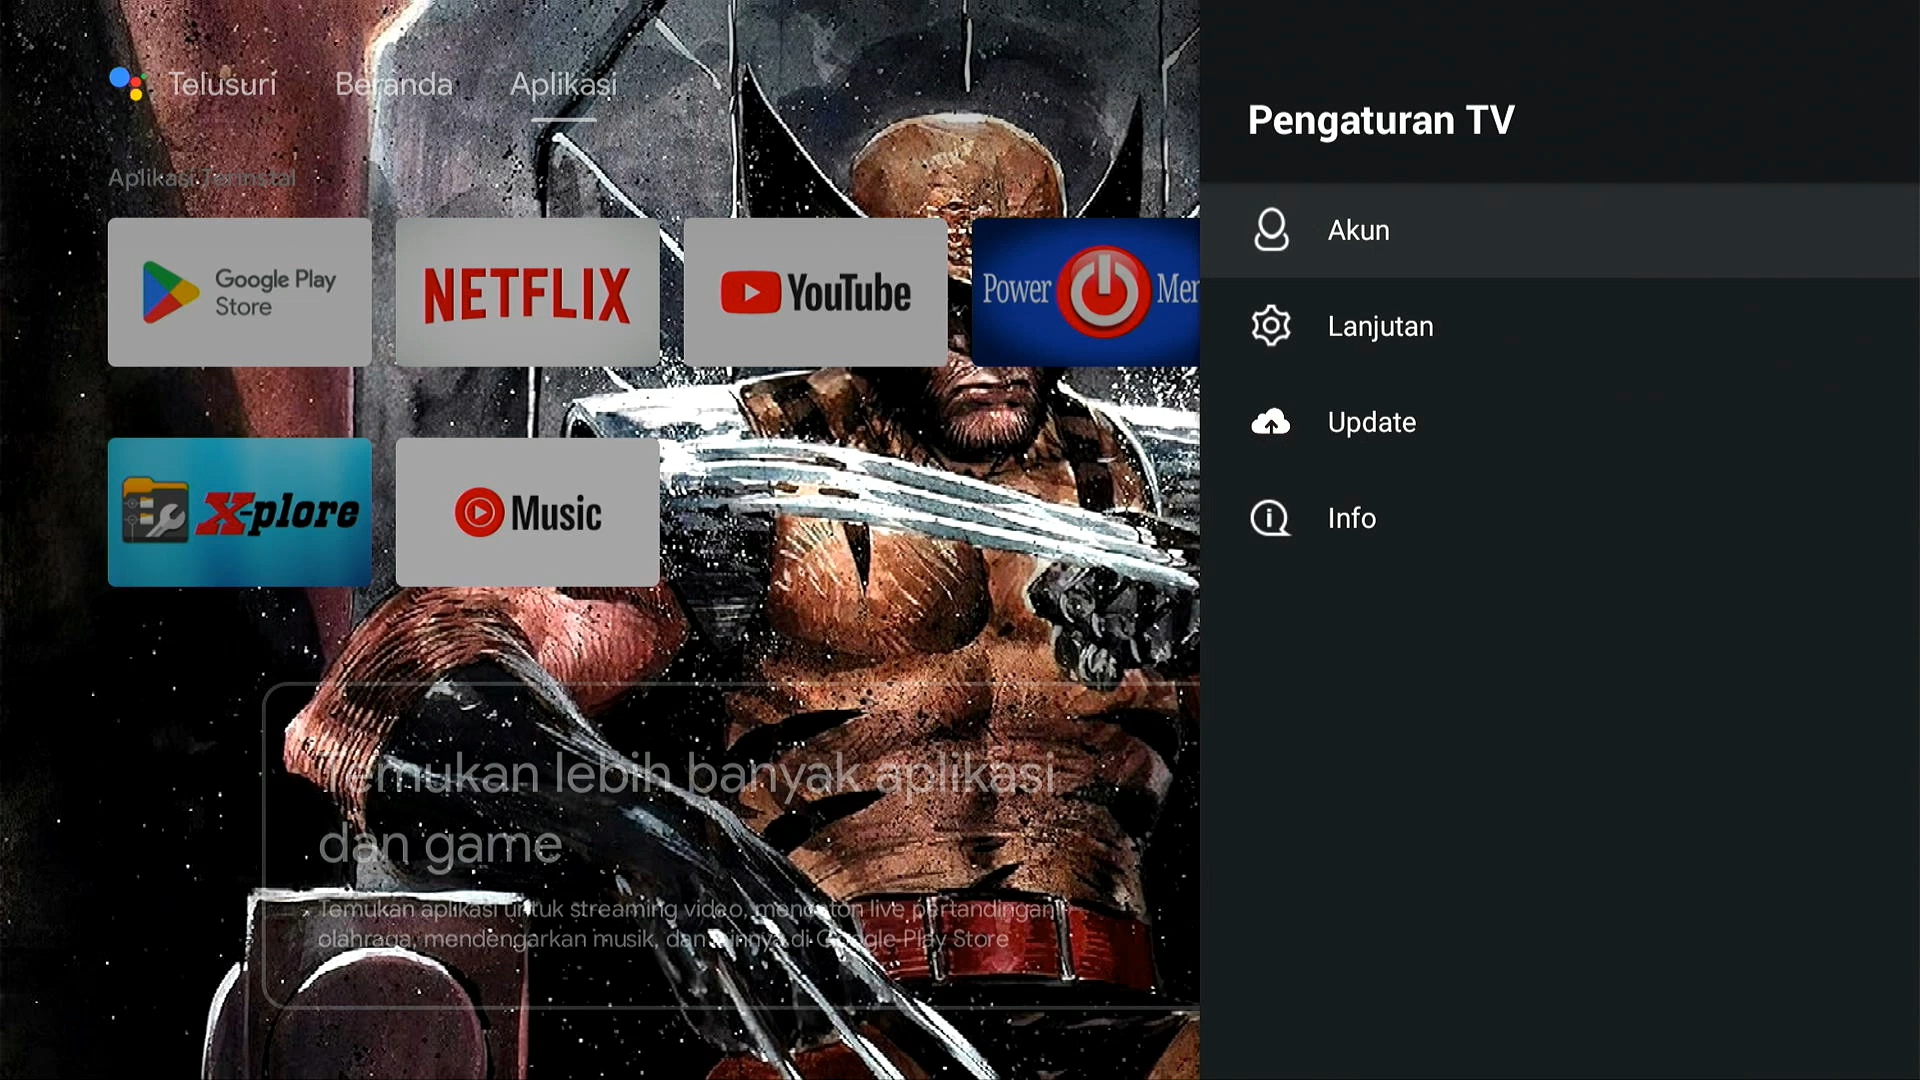 Telusuri Beranda Aplikasi
Aplikasi Terinstal
Google Play
Store
NETFLIX
YouTube
Power Men
X-plore
Music
Temukan lebih banyak aplikasi
dan game
Temukan aplikasi untuk streaming video, menonton live pertandingan
olahraga, mendengarkan musik, dan lainnya di Google Play Store
Pengaturan TV
Akun
Lanjutan
Update
Info